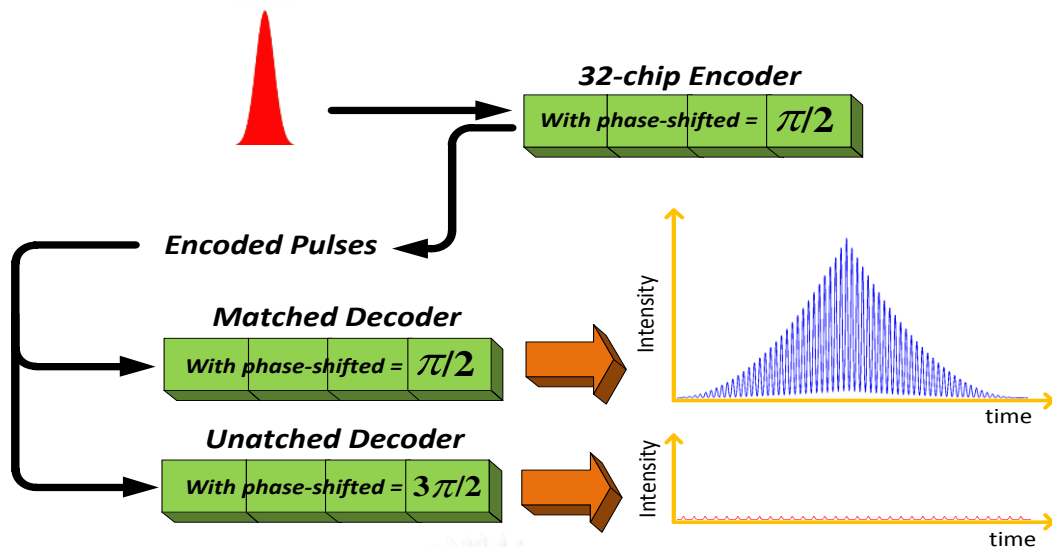 32-chip Encoder
With phase-shifted = π/2
Encoded Pulses
Matched Decoder
With phase-shifted = π/2
Intensity
time
Unatched Decoder
With phase-shifted = 3π/2
Intensity
time